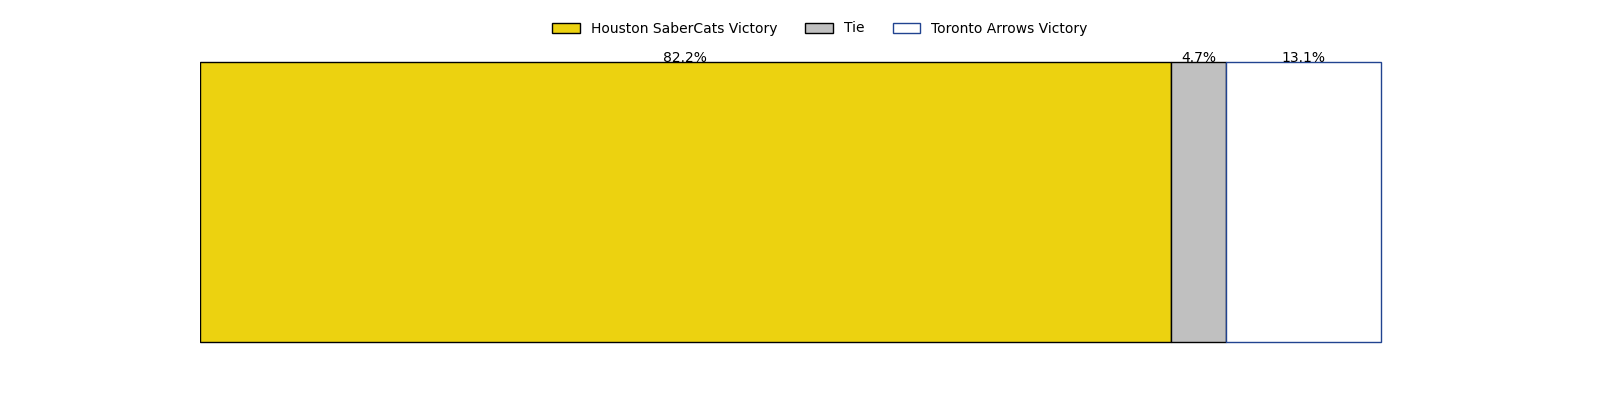 Houston SaberCats Victory Tie Toronto Arrows Victory
82.2% 4.7% 13.1%